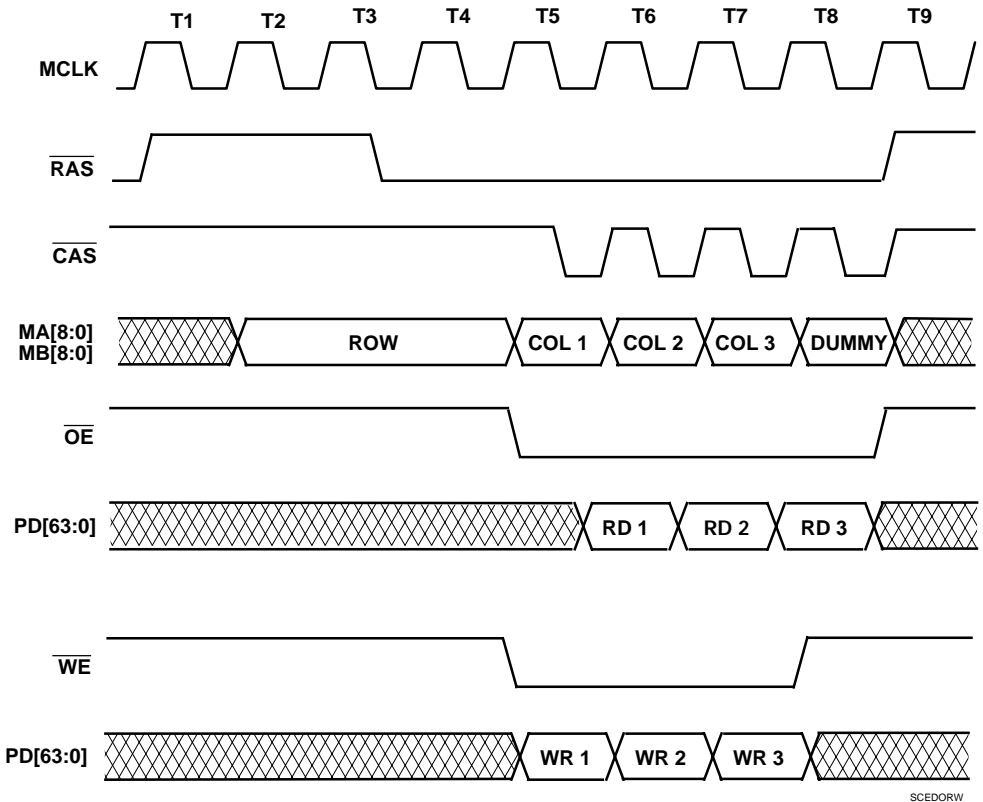 T1 T2 T3 T4 T5 T6 T7 T8 T9
MCLK
RAS
CAS
MA[8:0]
MB[8:0]
ROW COL 1 COL 2 COL 3 DUMMY
OE
PD[63:0] RD 1 RD 2 RD 3
WE
PD[63:0] WR 1 WR 2 WR 3
SCEDORW